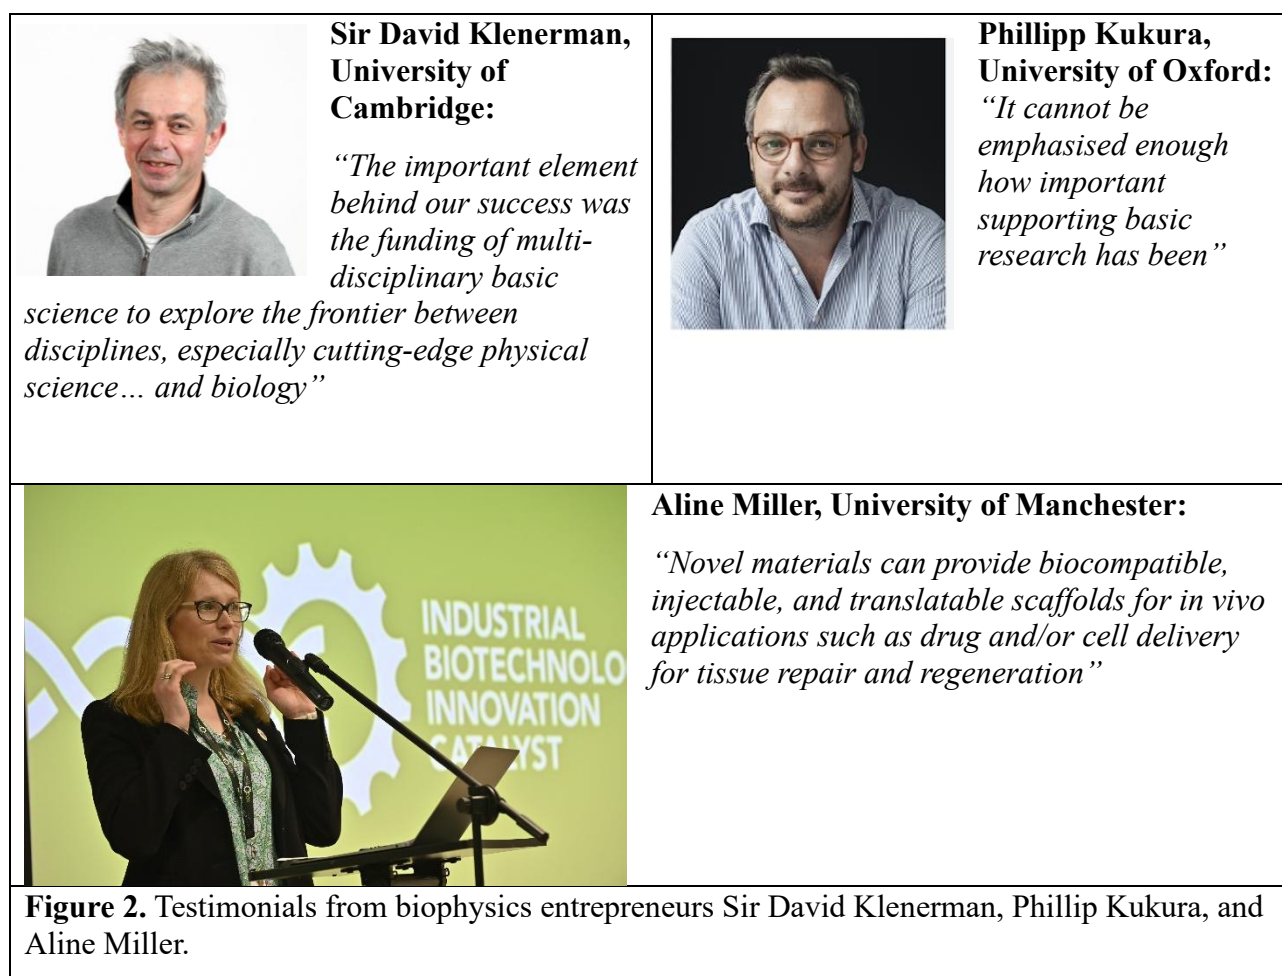 Sir David Klenerman,
University of
Cambridge:
“The important element
behind our success was
the funding of multi-
disciplinary basic
science to explore the frontier between
disciplines, especially cutting-edge physical
science… and biology”
Phillipp Kukura,
University of Oxford:
“It cannot be
emphasised enough
how important
supporting basic
research has been”
INDUSTRIAL
BIOTECHNOLO
INNOVATION
CATALYST
Aline Miller, University of Manchester:
“Novel materials can provide biocompatible,
injectable, and translatable scaffolds for in vivo
applications such as drug and/or cell delivery
for tissue repair and regeneration”
Figure 2. Testimonials from biophysics entrepreneurs Sir David Klenerman, Phillip Kukura, and
Aline Miller.